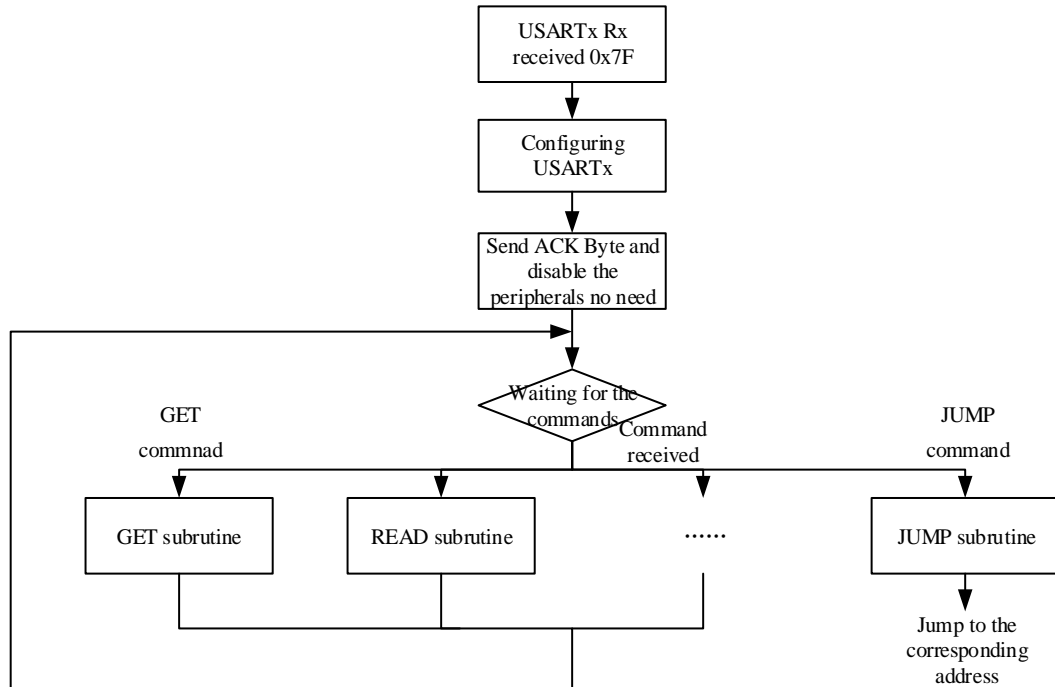 USARTx Rx
received 0x7F
Configuring
USARTx
Send ACK Byte and
disable the
peripherals no need
Waiting for the
commands
GET
commnad
Command
received
JUMP
command
GET subrutine
READ subrutine
……
JUMP subrutine
Jump to the
corresponding
address